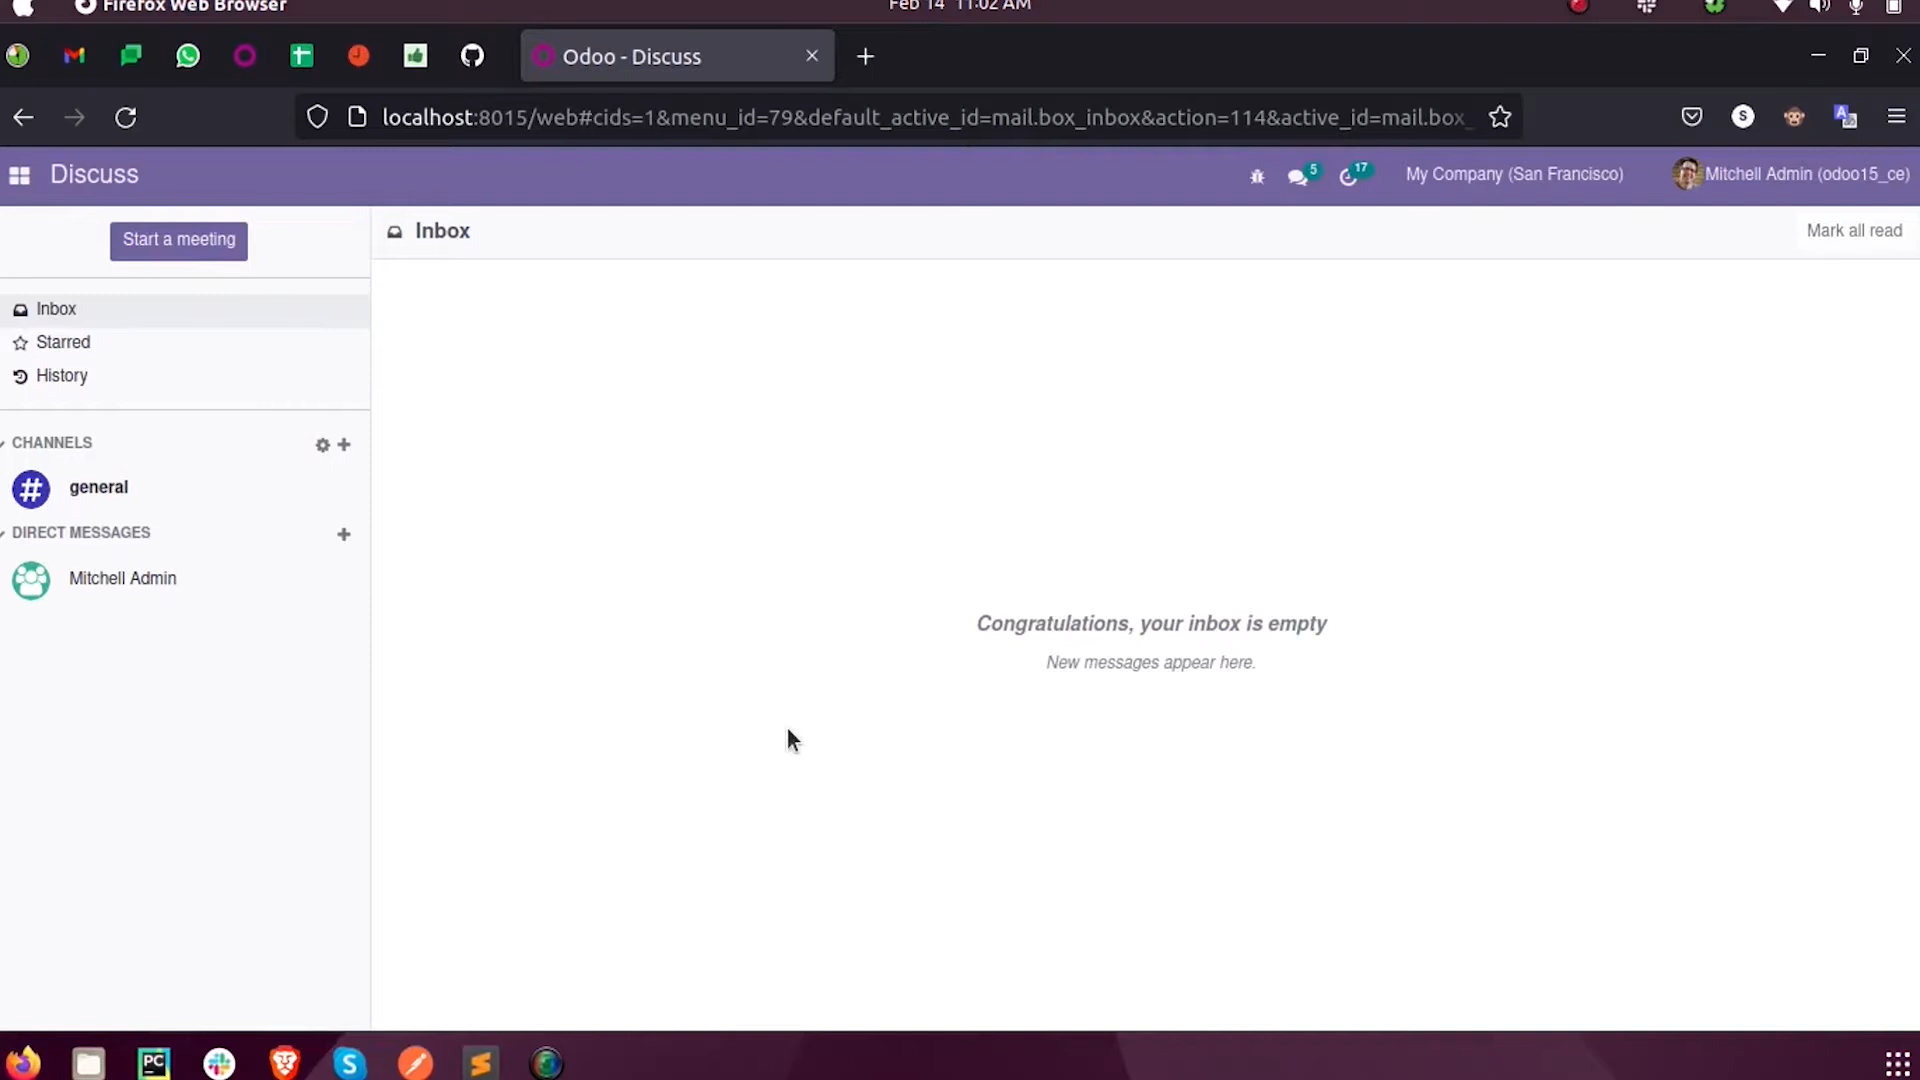 Firefox Web Browser
Feb 14 11:02 AM
Odoo - Discuss
localhost:8015/web#cids=1&menu_id=79&default_active_id=mail.box_inbox&action=114&active_id=mail.box_
S
Discuss
5
17
My Company (San Francisco)
Mitchell Admin (odoo15_ce)
Start a meeting
Inbox
Mark all read
Inbox
Starred
History
CHANNELS
general
DIRECT MESSAGES
Mitchell Admin
Congratulations, your inbox is empty
New messages appear here.
PC
S
S